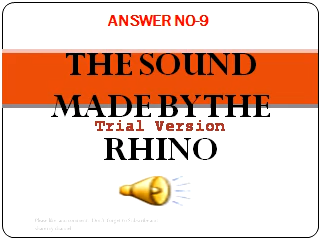 ANSWER NO-9
THE SOUND
MADE BY THE
Trial Version
RHINO